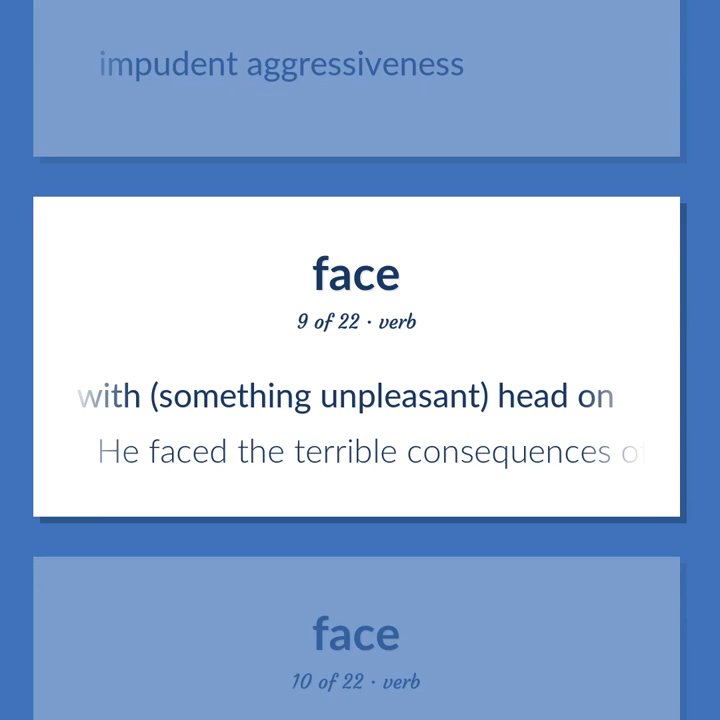 impudent aggressiveness
face
9 of 22 · verb
with (something unpleasant) head on
He faced the terrible consequences of
face
10 of 22 · verb